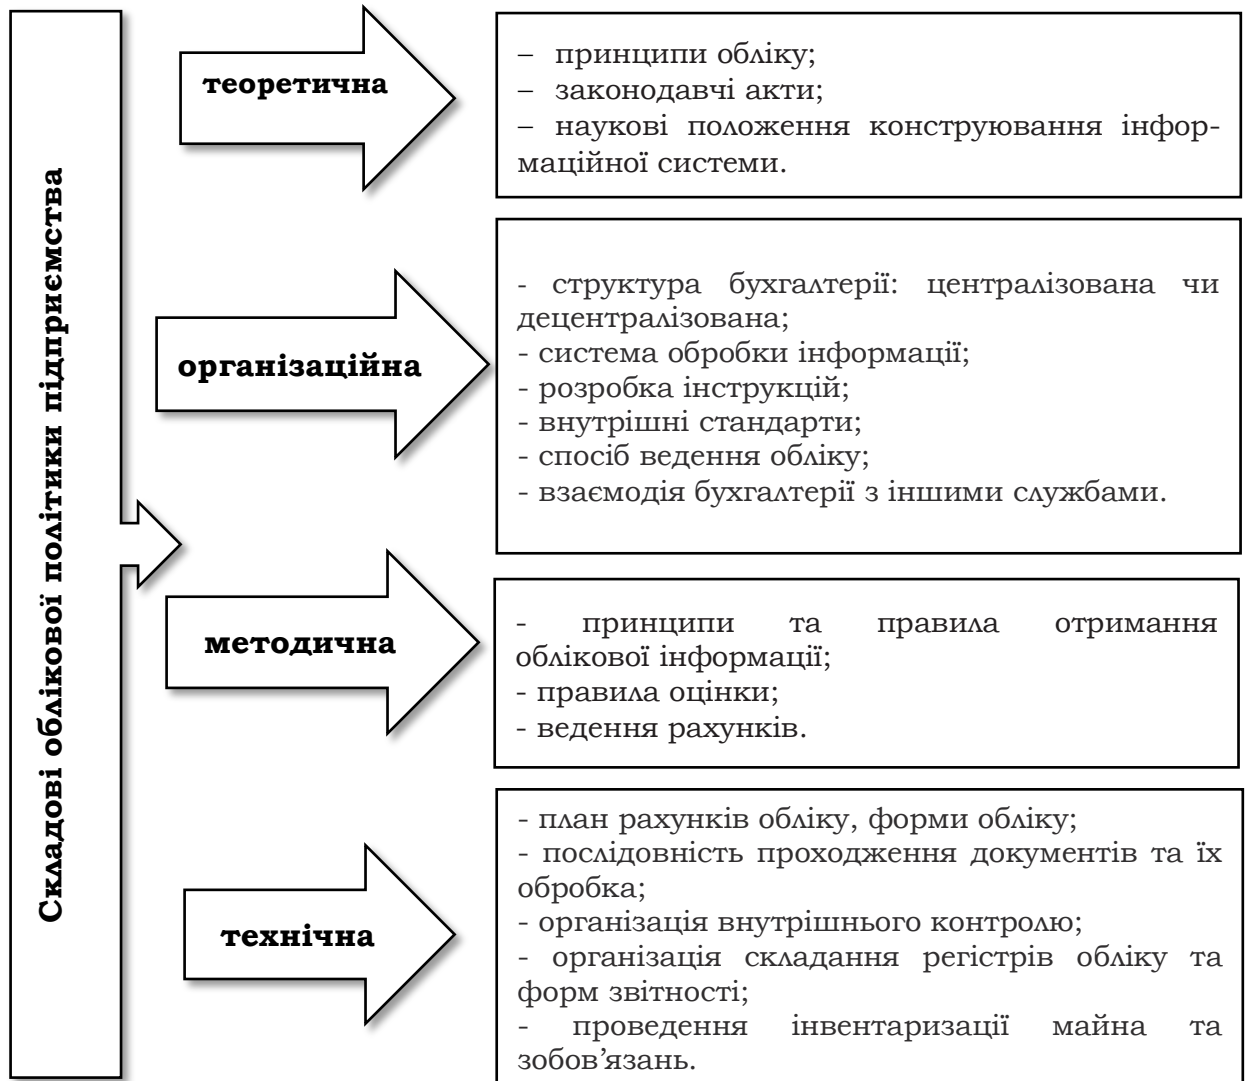 Складові облікової політики підприємства
теоретична
– принципи обліку;
– законодавчі акти;
– наукові положення конструювання інфор-
маційної системи.
організаційна
- структура бухгалтерії: централізована чи
децентралізована;
- система обробки інформації;
- розробка інструкцій;
- внутрішні стандарти;
- спосіб ведення обліку;
- взаємодія бухгалтерії з іншими службами.
методична
- принципи та правила отримання
облікової інформації;
- правила оцінки;
- ведення рахунків.
технічна
- план рахунків обліку, форми обліку;
- послідовність проходження документів та їх
обробка;
- організація внутрішнього контролю;
- організація складання регістрів обліку та
форм звітності;
- проведення інвентаризації майна та
зобов’язань.